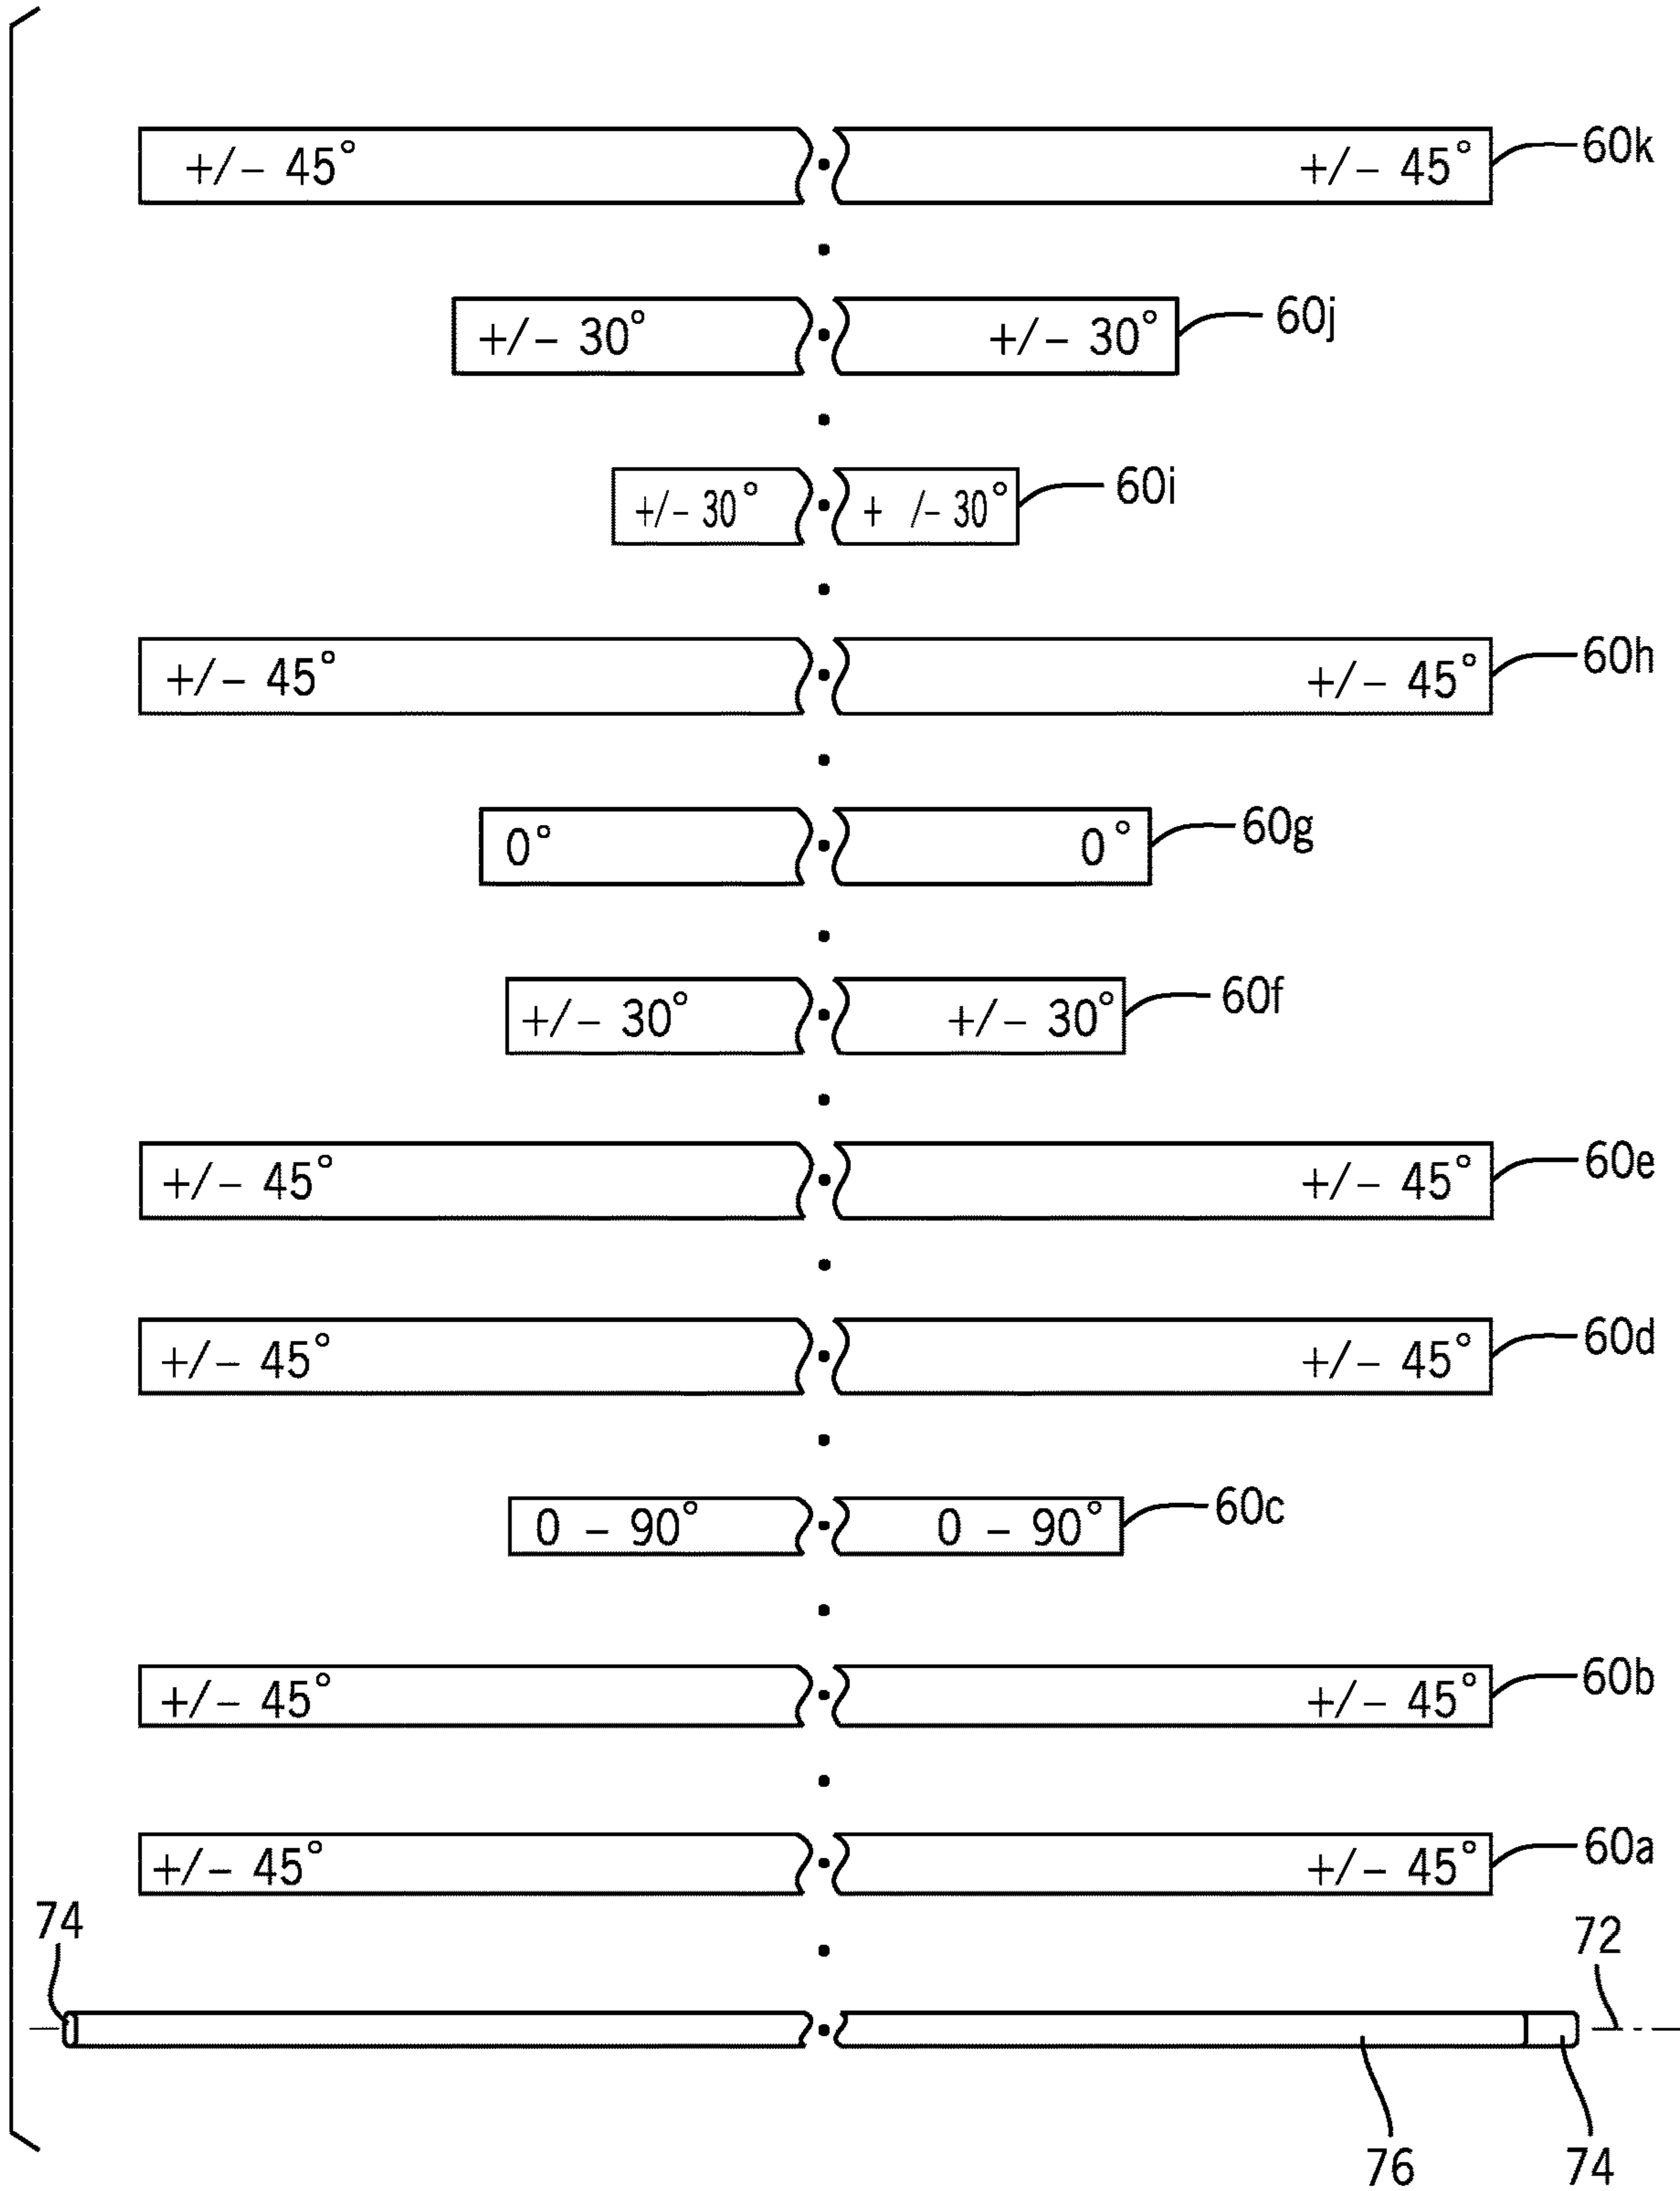 +/- 45° +/- 45° 60k
+/- 30° +/- 30° 60j
+/- 30° + /- 30° 60i
+/- 45° +/- 45° 60h
0° 0° 60g
+/- 30° +/- 30° 60f
+/- 45° +/- 45° 60e
+/- 45° +/- 45° 60d
0 - 90° 0 - 90° 60c
+/- 45° +/- 45° 60b
+/- 45° +/- 45° 60a
74 72
76 74